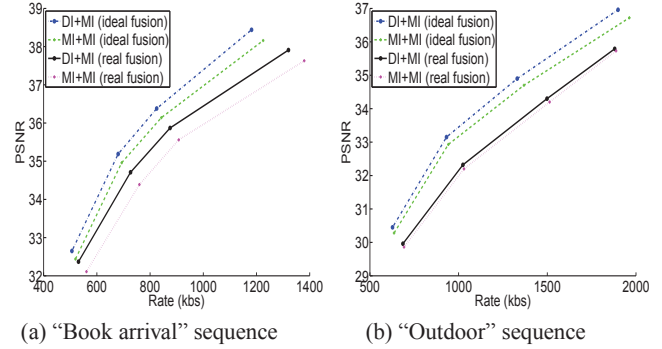 39
38
37
36
35
34
33
32
PSNR
DI+MI (ideal fusion)
MI+MI (ideal fusion)
DI+MI (real fusion)
MI+MI (real fusion)
400 600 800 1000 1200 1400
Rate (kbs)
(a) “Book arrival” sequence
37
36
35
34
33
32
31
30
29
PSNR
DI+MI (ideal fusion)
MI+MI (ideal fusion)
DI+MI (real fusion)
MI+MI (real fusion)
500 1000 1500 2000
Rate (kbs)
(b) “Outdoor” sequence